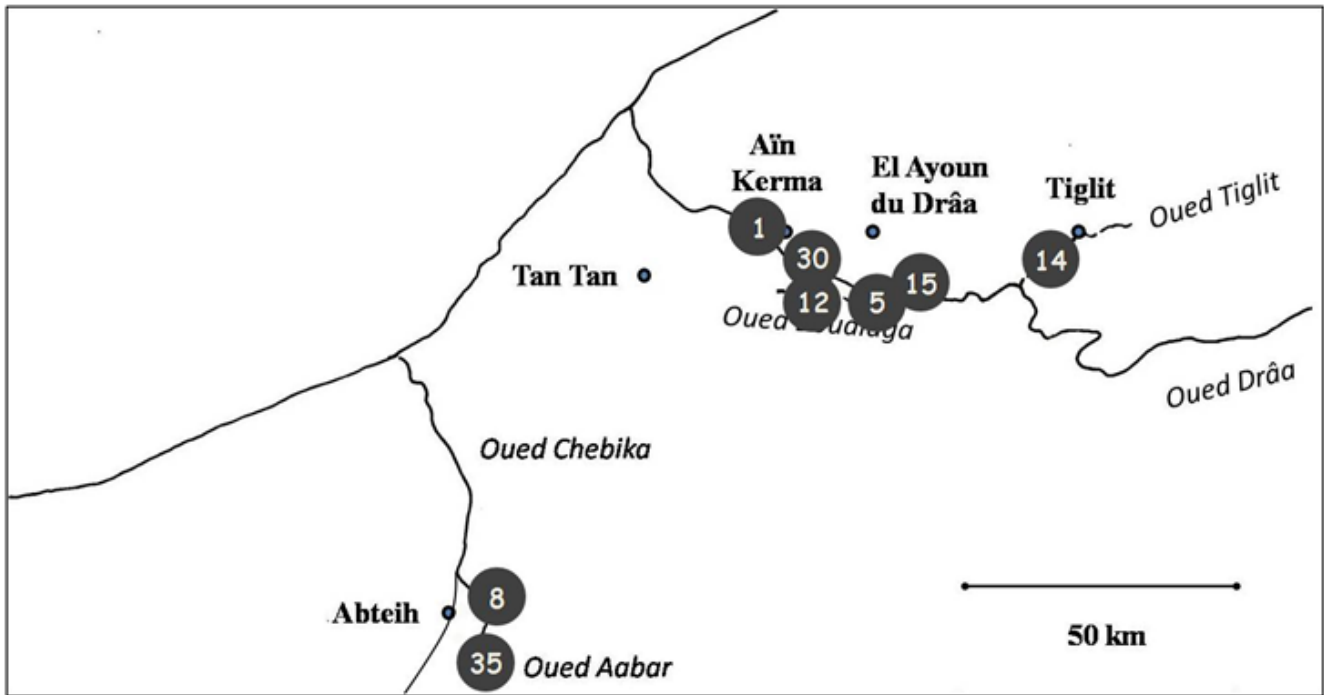 Aïn
Kerma
El Ayoun
du Drâa
Tiglit
Oued Tiglit
1
30
14
Tan Tan
15
12
5
Oued
Oued Drâa
Oued Chebika
8
Abteih
50 km
35
Oued Aabar